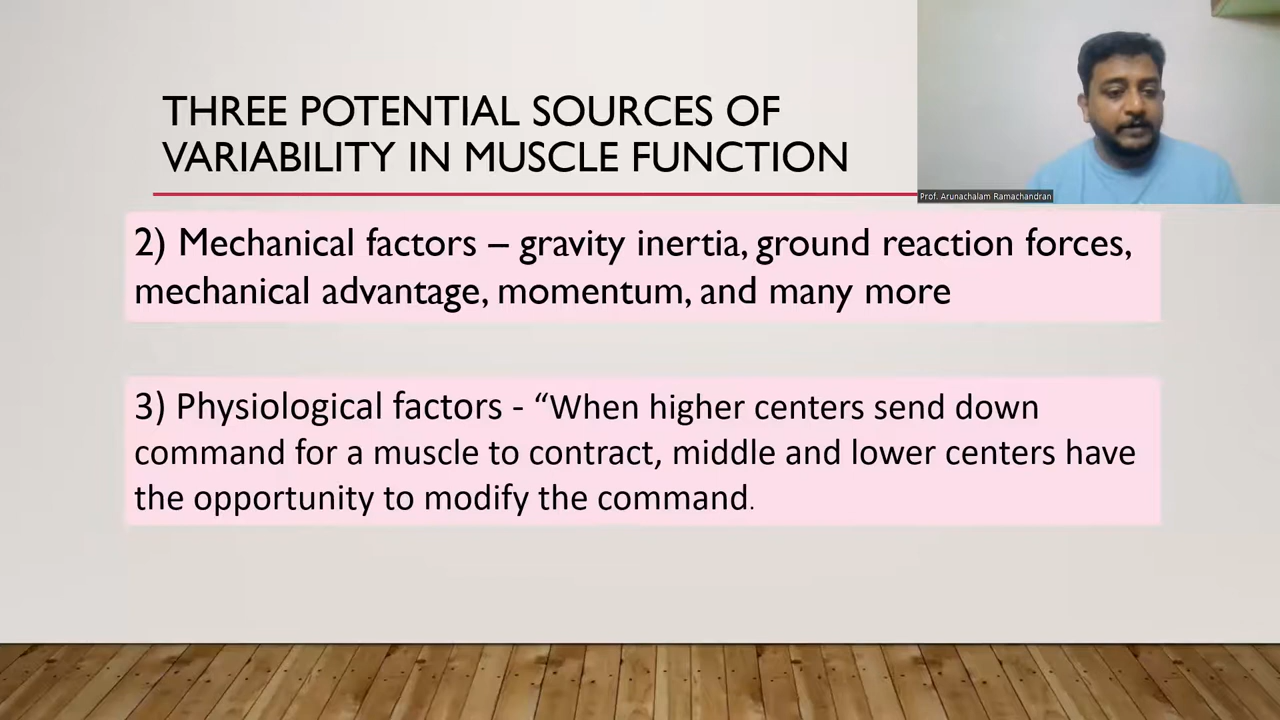 THREE POTENTIAL SOURCES OF
VARIABILITY IN MUSCLE FUNCTION
Prof. Arunachalam Ramachandran
2) Mechanical factors – gravity inertia, ground reaction forces,
mechanical advantage, momentum, and many more
3) Physiological factors - “When higher centers send down
command for a muscle to contract, middle and lower centers have
the opportunity to modify the command.